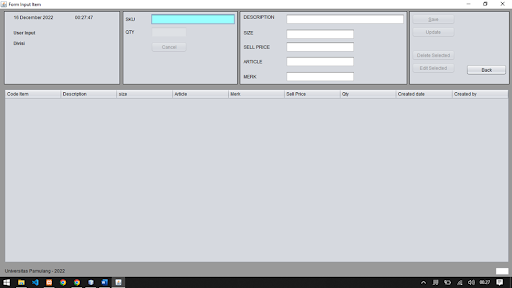 Form Input Item
16 December 2022 00:27:47
User Input
Divisi
SKU
QTY
Cancel
DESCRIPTION
SIZE
SELL PRICE
ARTICLE
MERK
Save
Update
Delete Selected
Edit Selected
Back
Code Item Description size Article Merk Sell Price Qty Created date Created by
Universitas Pamulang - 2022
00.27